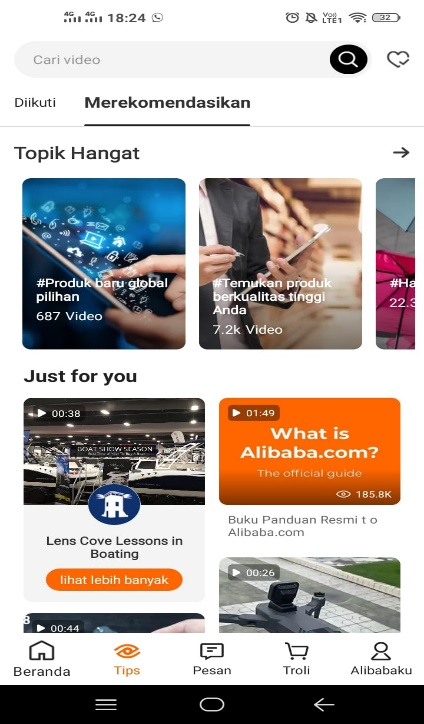 4G 4G 18:24
Vo))
LTE1
32
Cari video
Diikuti
Merekomendasikan
Topik Hangat
#Produk baru global
pilihan
687 Video
#Temukan produk
berkualitas tinggi
Anda
7.2k Video
#Ha
22.3
Just for you
00:38
BOAT SHOW SEASON
Lens Cove Lessons in
Boating
lihat lebih banyak
01:49
What is
Alibaba.com?
The official guide
185.8K
Buku Panduan Resmi t o
Alibaba.com
00:26
00:44
Beranda
Tips
Pesan
Troli
Alibabaku